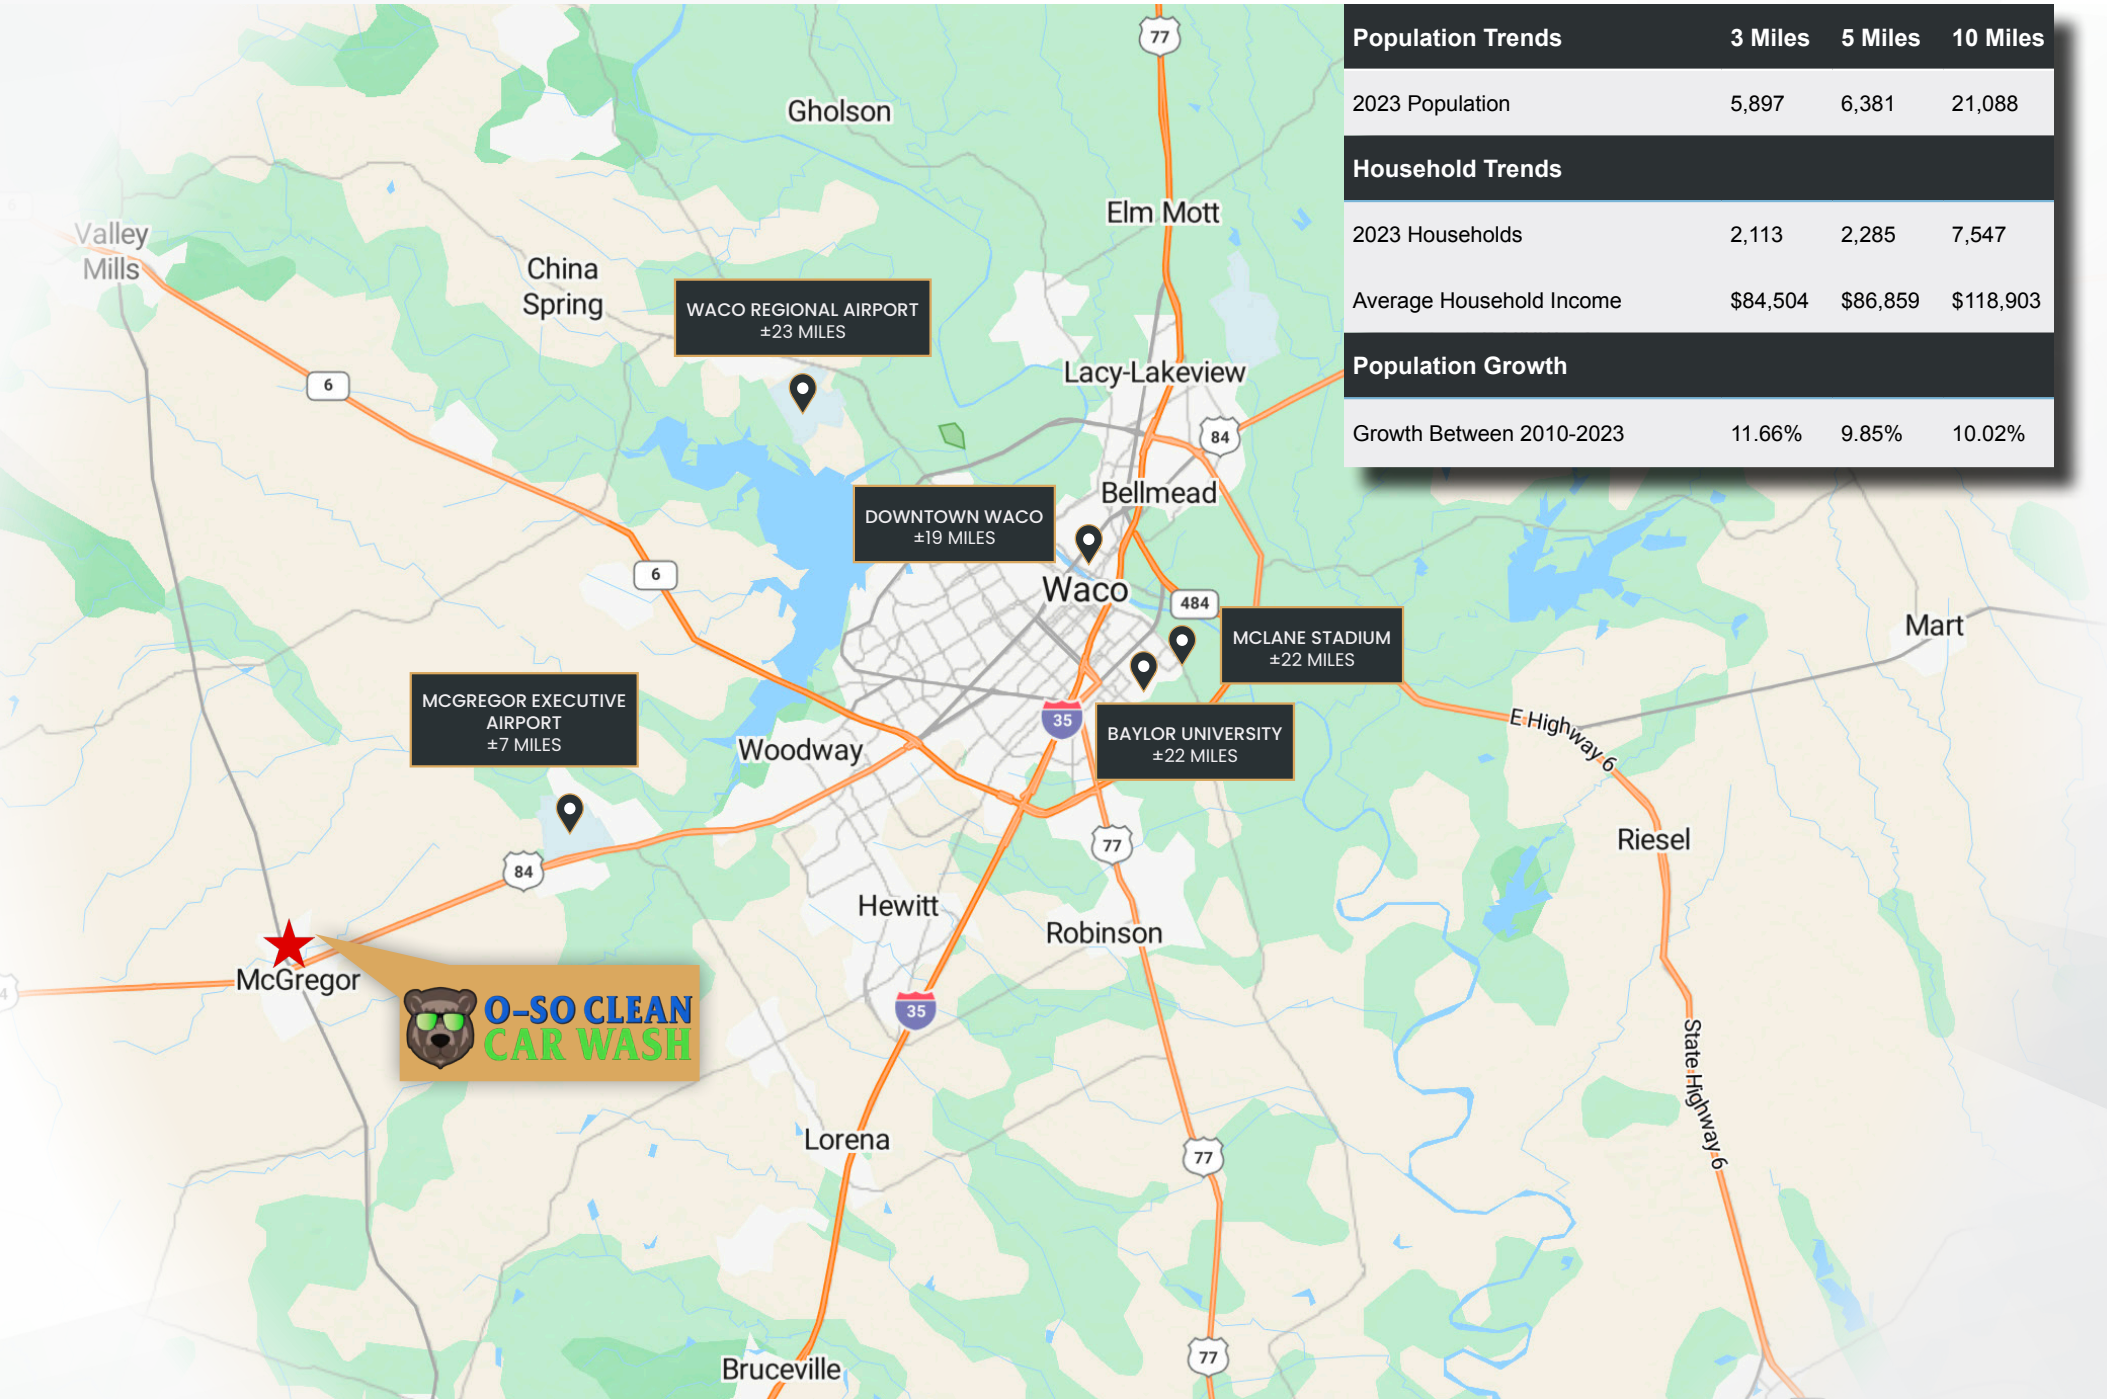 Population Trends 3 Miles 5 Miles 10 Miles
2023 Population 5,897 6,381 21,088
Household Trends
2023 Households 2,113 2,285 7,547
Average Household Income $84,504 $86,859 $118,903
Population Growth
Growth Between 2010-2023 11.66% 9.85% 10.02%
77
Gholson
Elm Mott
Valley
Mills
China
Spring
WACO REGIONAL AIRPORT
±23 MILES
Lacy-Lakeview
6
84
Bellmead
DOWNTOWN WACO
±19 MILES
6
Waco
484
Mart
MCLANE STADIUM
±22 MILES
MCGREGOR EXECUTIVE
AIRPORT
±7 MILES
35
E Highway 6
BAYLOR UNIVERSITY
±22 MILES
Woodway
77
Riesel
84
Hewitt
Robinson
McGregor
4
O-SO CLEAN
CAR WASH
35
State Highway 6
Lorena
77
77
Bruceville